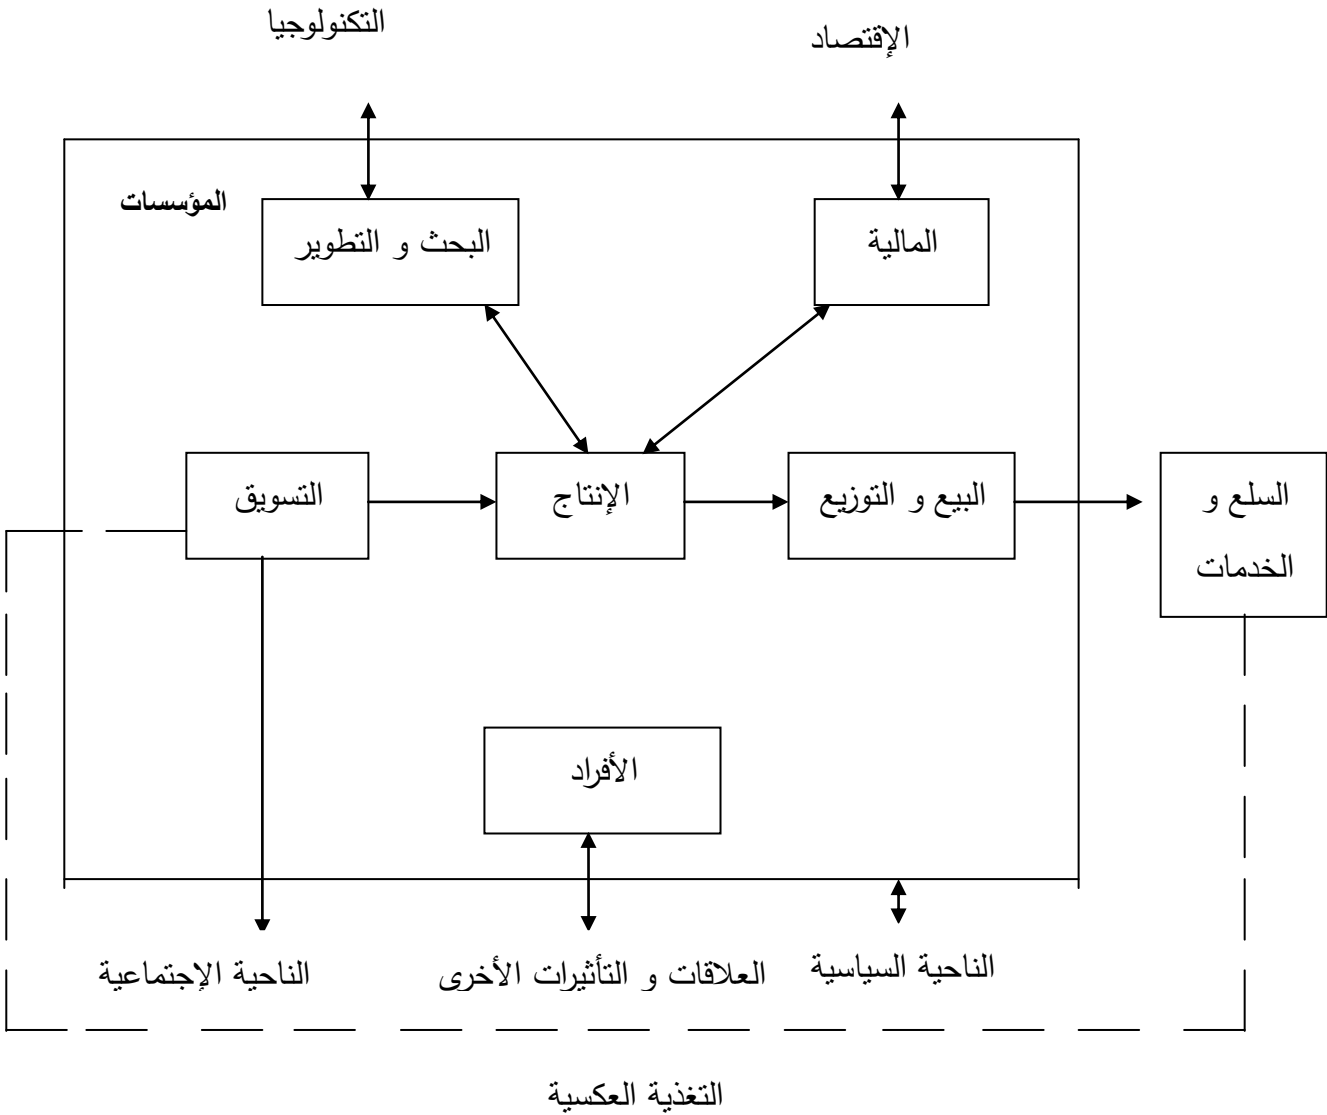 الإقتصاد
التكنولوجيا
المؤسسات
المالية
البحث و التطوير
السلع و
الخدمات
البيع و التوزيع
الإنتاج
التسويق
الأفراد
الناحية السياسية
العلاقات و التأثيرات الأخرى
الناحية الإجتماعية
التغذية العكسية